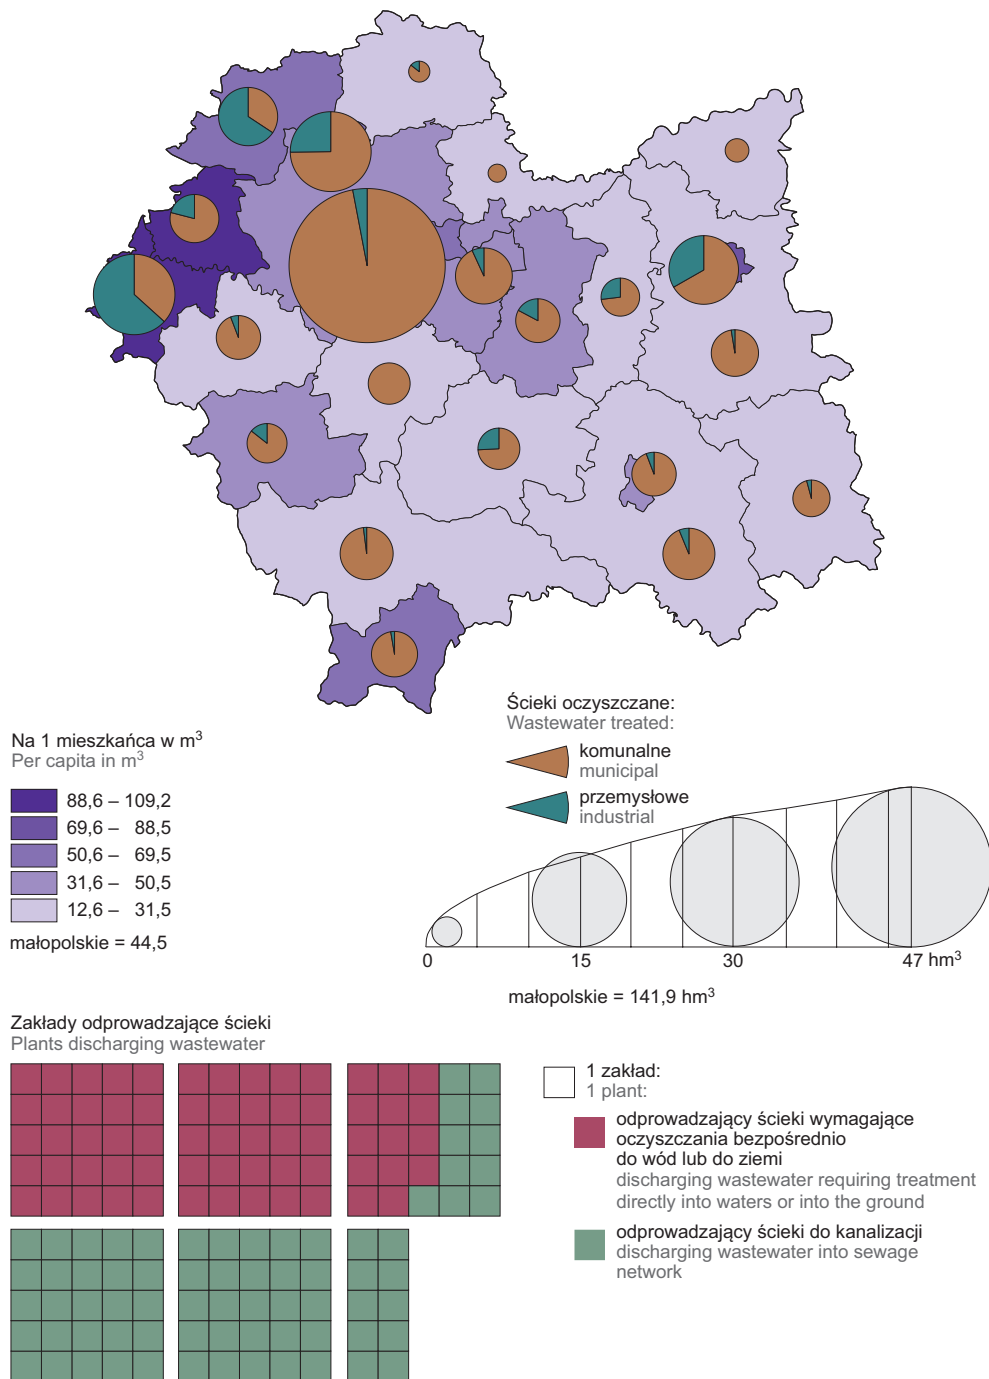 Ścieki oczyszczane:
Wastewater treated:
komunalne
municipal
przemysłowe
industrial
Na 1 mieszkańca w m³
Per capita in m³
88,6 – 109,2
69,6 – 88,5
50,6 – 69,5
31,6 – 50,5
12,6 – 31,5
małopolskie = 44,5
0 15 30 47 hm³
małopolskie = 141,9 hm³
Zakłady odprowadzające ścieki
Plants discharging wastewater
1 zakład:
1 plant:
odprowadzający ścieki wymagające
oczyszczania bezpośrednio
do wód lub do ziemi
discharging wastewater requiring treatment
directly into waters or into the ground
odprowadzający ścieki do kanalizacji
discharging wastewater into sewage
network